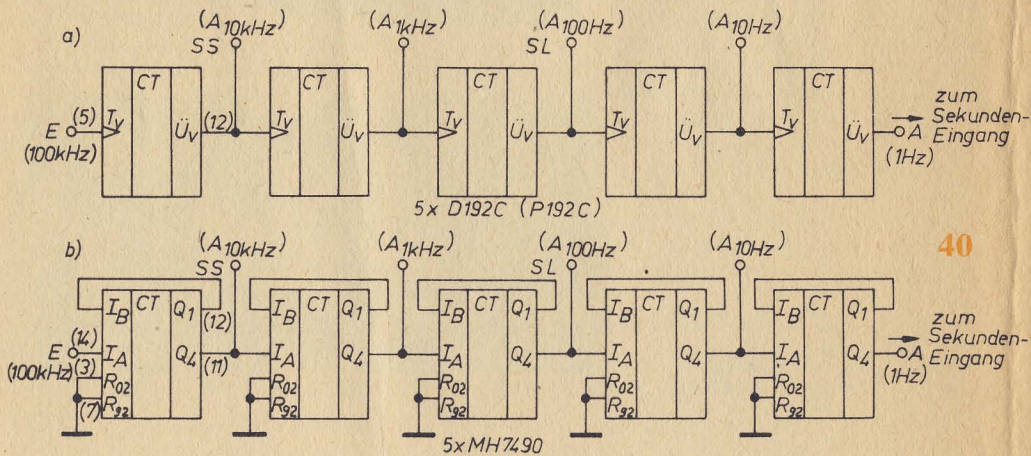 a)
(A10kHz) (A1kHz) (A100Hz) (A10Hz)
SS SL
CT CT CT CT CT
E (5) Tv Üv (12) Tv Üv Tv Üv Tv Üv Tv Üv A
(100kHz)
zum
Sekunden-
Eingang
(1Hz)
5x D192C (P192C)
b)
(A10kHz) (A1kHz) (A100Hz) (A10Hz)
SS SL
40
IB CT Q1 IB CT Q1 IB CT Q1 IB CT Q1 IB CT Q1
(12)
E (14) IA Q4 (11) IA Q4 IA Q4 IA Q4 IA Q4 A
(100kHz) (3)
zum
Sekunden-
Eingang
(1Hz)
R02 R02 R02 R02 R02
(7) R92 R92 R92 R92 R92
5xMH7490